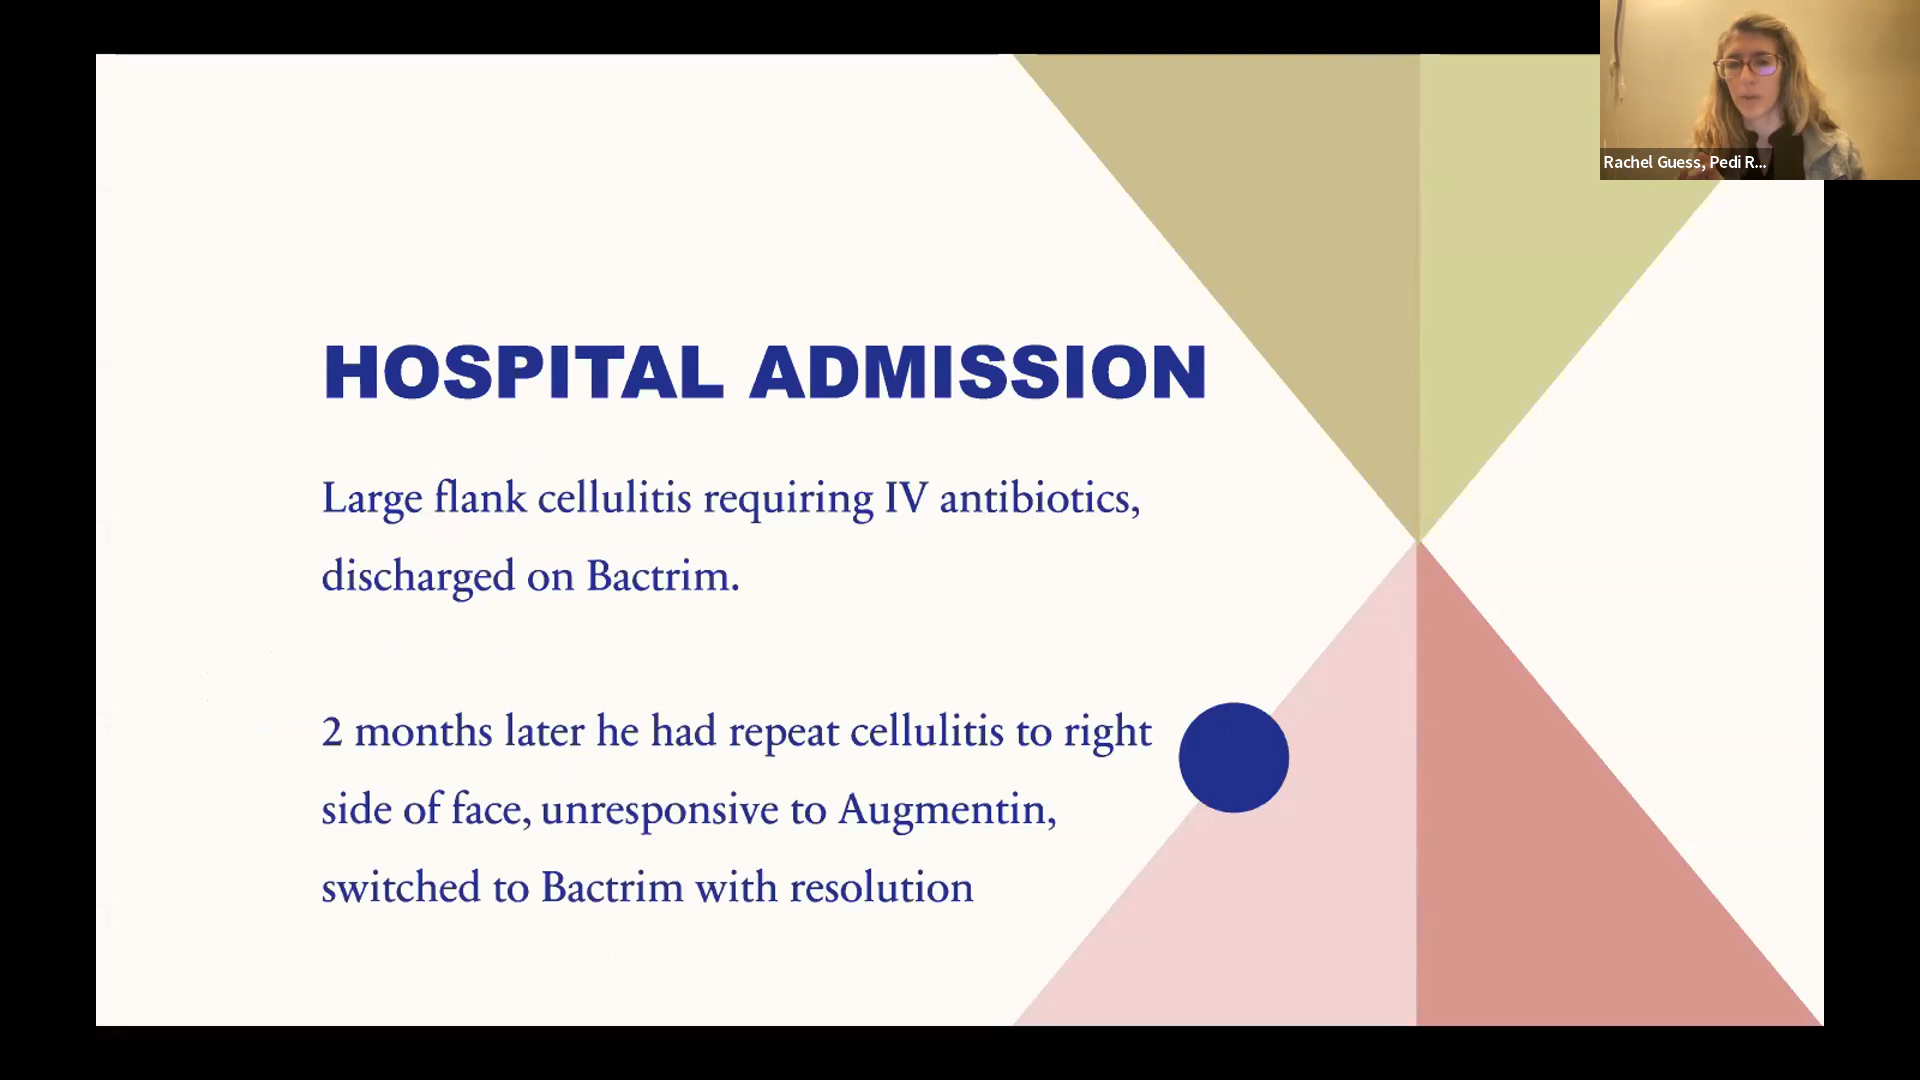 Rachel Guess, Pedi R...
HOSPITAL ADMISSION
Large flank cellulitis requiring IV antibiotics,
discharged on Bactrim.
2 months later he had repeat cellulitis to right
side of face, unresponsive to Augmentin,
switched to Bactrim with resolution